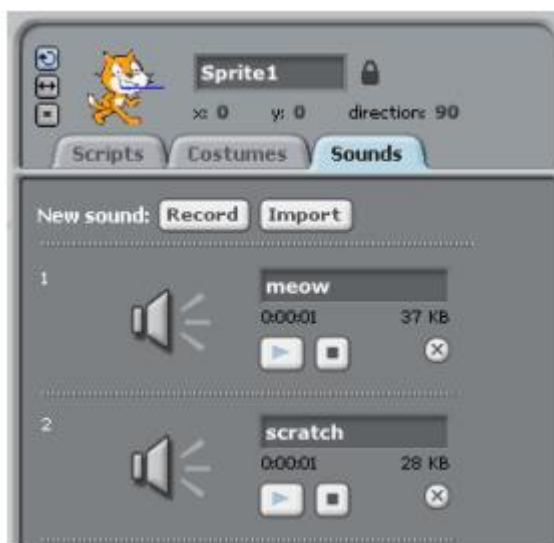 Sprite1
x: 0 y: 0 direction: 90
Scripts Costumes Sounds
New sound: Record Import
1
meow
0:00:01 37 KB
2
scratch
0:00:01 28 KB